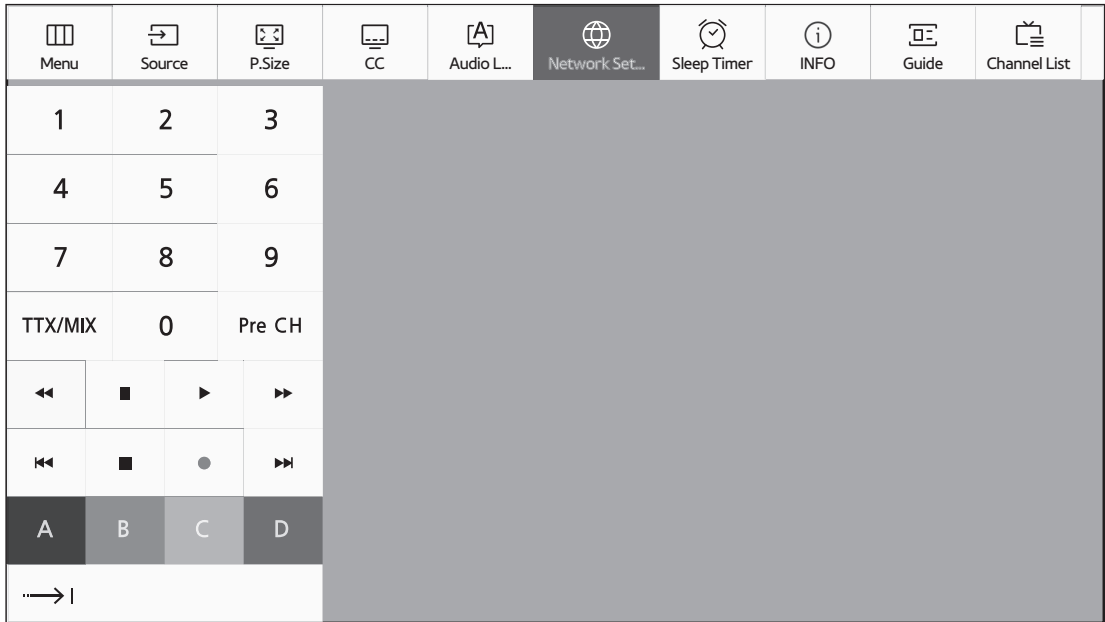 Menu Source P.Size CC Audio L... Network Set... Sleep Timer INFO Guide Channel List
1 2 3
4 5 6
7 8 9
TTX/MIX 0 Pre CH
A B C D